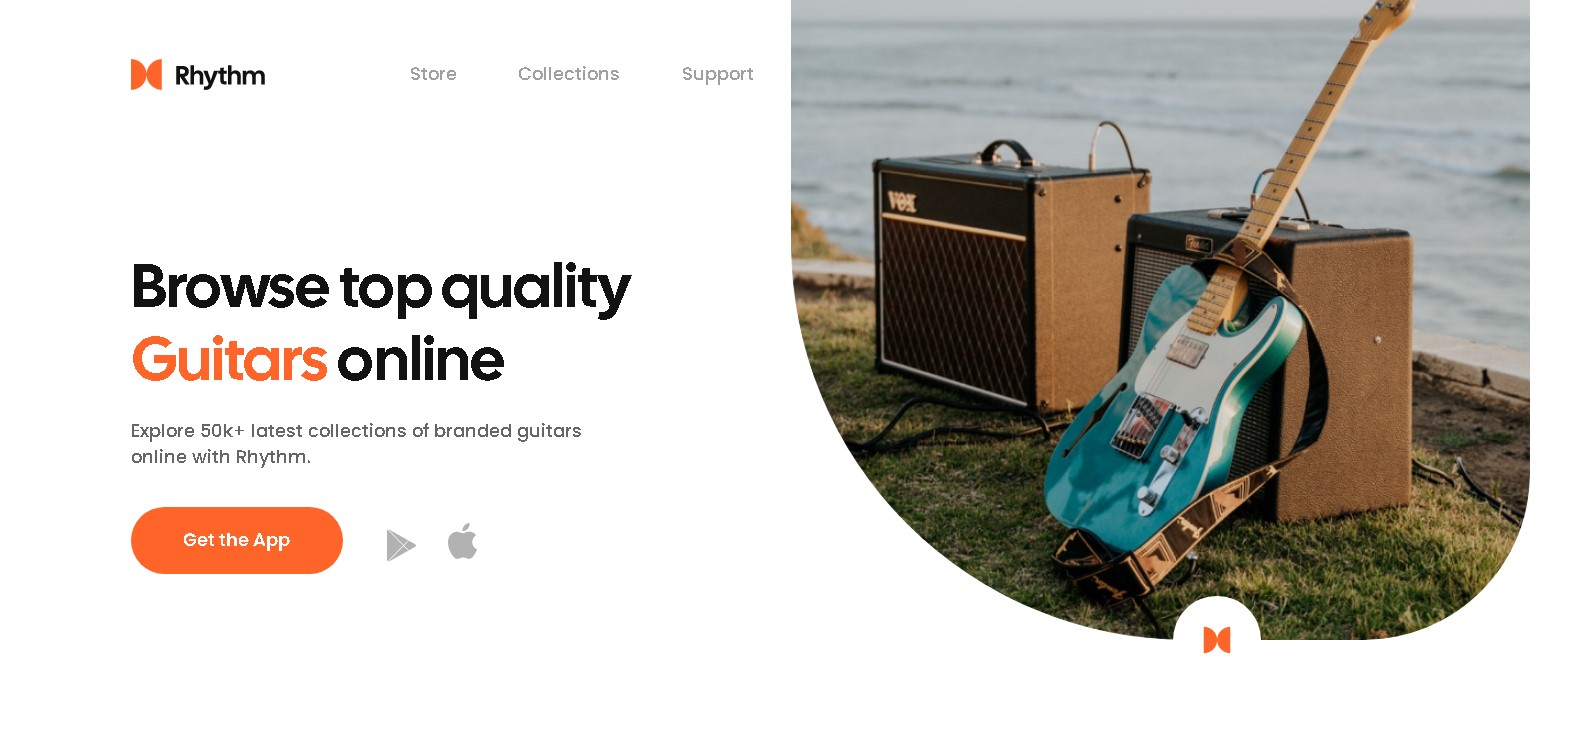 Rhythm
Store
Collections
Support
Browse top quality
Guitars online
Explore 50k+ latest collections of branded guitars
online with Rhythm.
Get the App
VOX
Fender